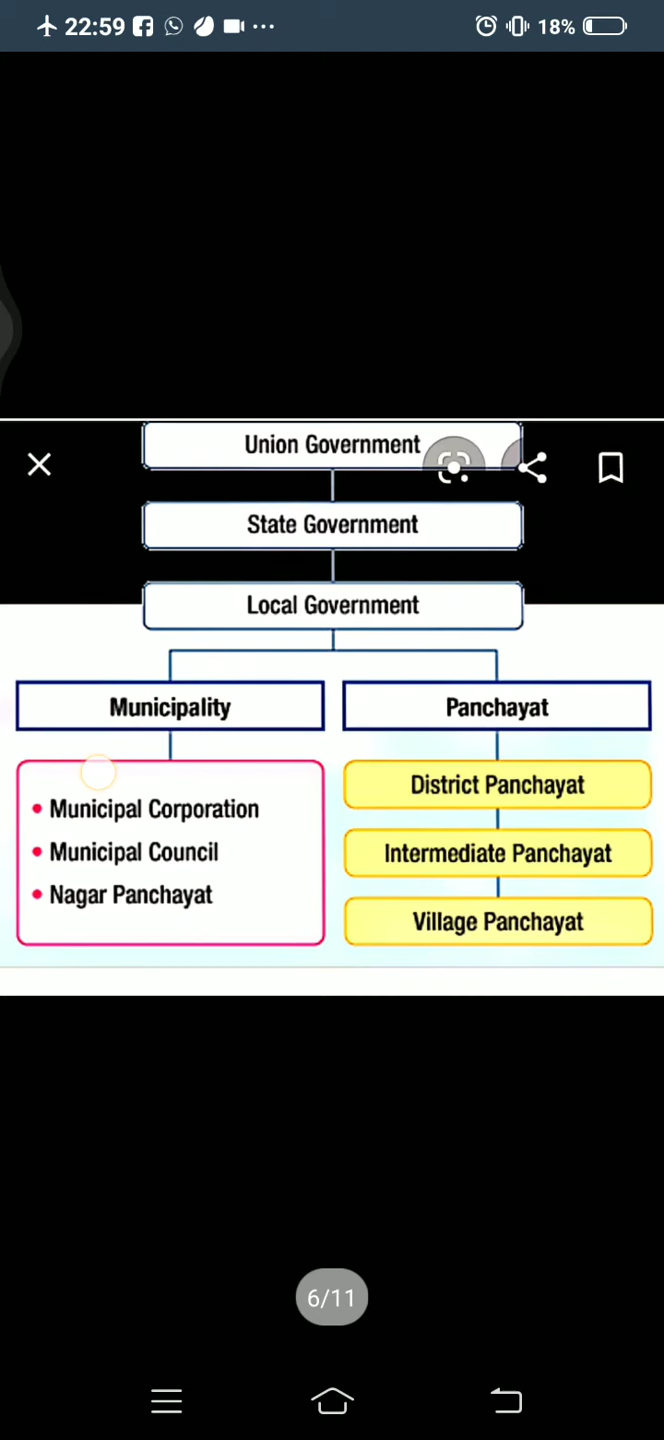 22:59
18%
Union Government
State Government
Local Government
Municipality
Panchayat
• Municipal Corporation
• Municipal Council
• Nagar Panchayat
District Panchayat
Intermediate Panchayat
Village Panchayat
6/11